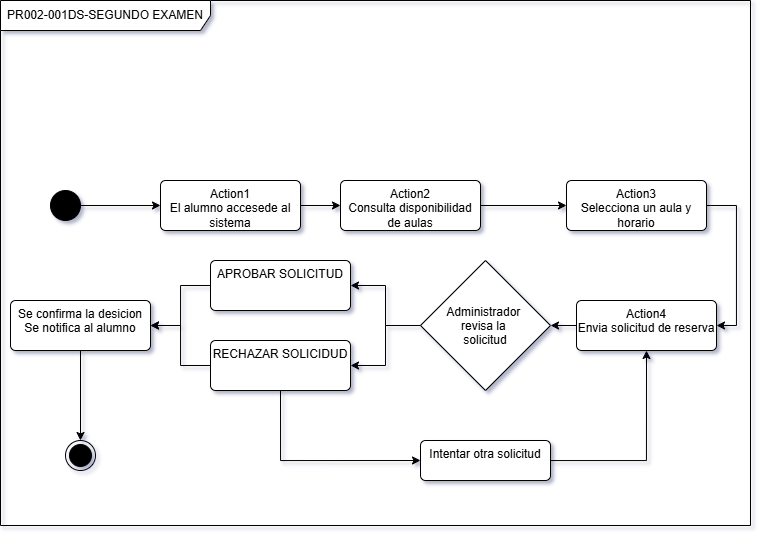 PR002-001DS-SEGUNDO EXAMEN
Action1
El alumno accesede al
sistema
Action2
Consulta disponibilidad
de aulas
Action3
Selecciona un aula y
horario
Action4
Envia solicitud de reserva
Administrador
revisa la
solicitud
APROBAR SOLICITUD
RECHAZAR SOLICIDUD
Se confirma la desicion
Se notifica al alumno
Intentar otra solicitud